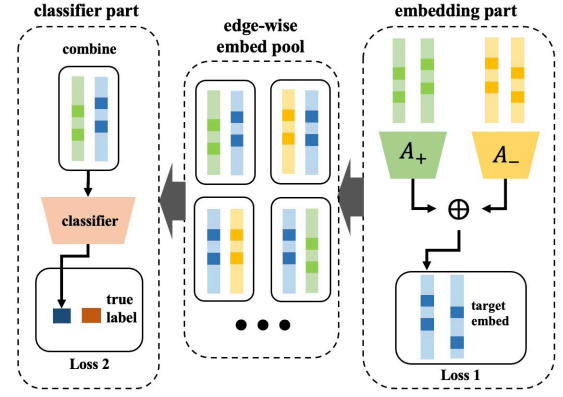 classifier part
combine
classifier
true
label
Loss 2
edge-wise
embed pool
embedding part
A₊
A₋
⊕
target
embed
Loss 1